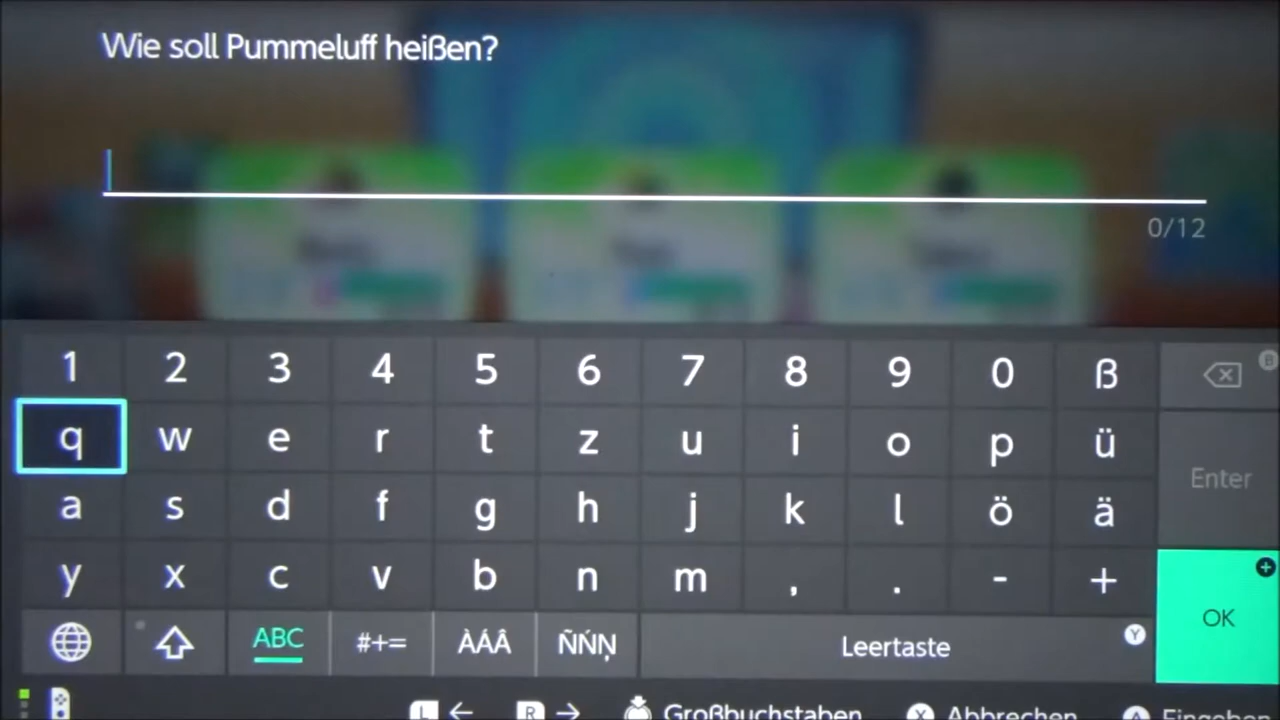 Wie soll Pummeluff heißen?
0/12
1 2 3 4 5 6 7 8 9 0 ß B
q w e r t z u i o p ü Enter
a s d f g h j k l ö ä
y x c v b n m , . - + OK
ABC #+= ÀÁÂ ÑŃŅ Leertaste Y
L ← R → Großbuchstaben X Abbrechen A Eingeben